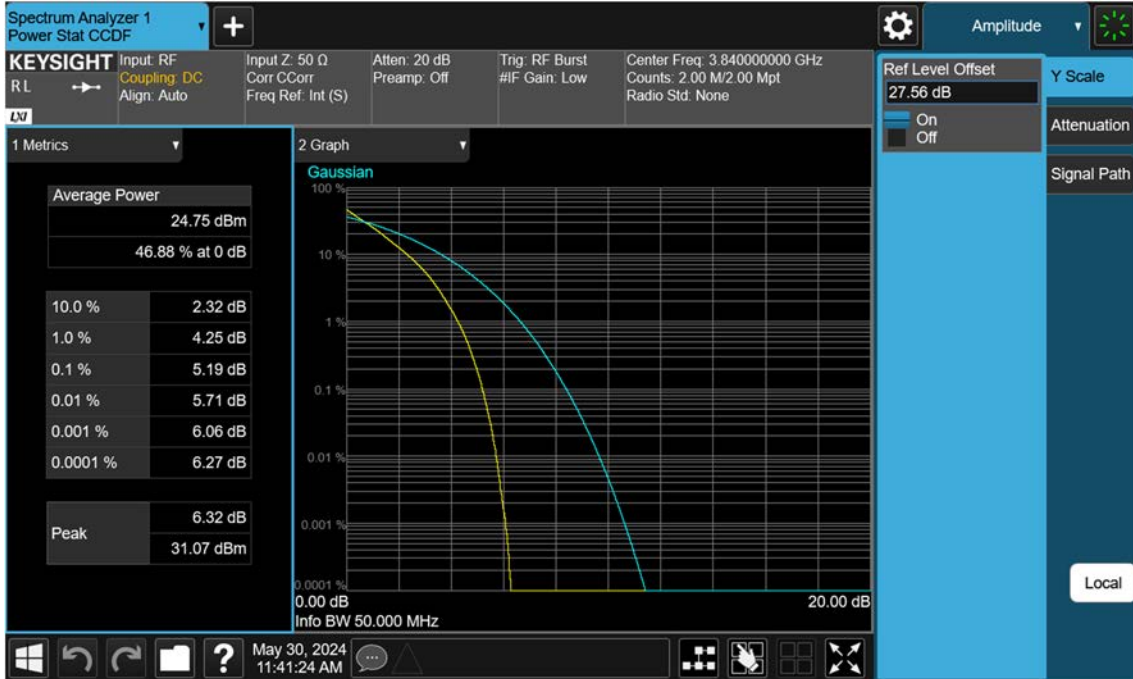 Spectrum Analyzer 1
Power Stat CCDF
Amplitude
KEYSIGHT
R L
LXI
Input: RF
Coupling: DC
Align: Auto
Input Z: 50 Ω
Corr CCorr
Freq Ref: Int (S)
Atten: 20 dB
Preamp: Off
Trig: RF Burst
#IF Gain: Low
Center Freq: 3.840000000 GHz
Counts: 2.00 M/2.00 Mpt
Radio Std: None
Ref Level Offset
27.56 dB
On
Off
Y Scale
Attenuation
Signal Path
1 Metrics
Average Power
24.75 dBm
46.88 % at 0 dB
10.0 % 2.32 dB
1.0 % 4.25 dB
0.1 % 5.19 dB
0.01 % 5.71 dB
0.001 % 6.06 dB
0.0001 % 6.27 dB
Peak
6.32 dB
31.07 dBm
2 Graph
Gaussian
100 %
10 %
1 %
0.1 %
0.01 %
0.001 %
0.0001 %
0.00 dB 20.00 dB
Info BW 50.000 MHz
Local
?
May 30, 2024
11:41:24 AM